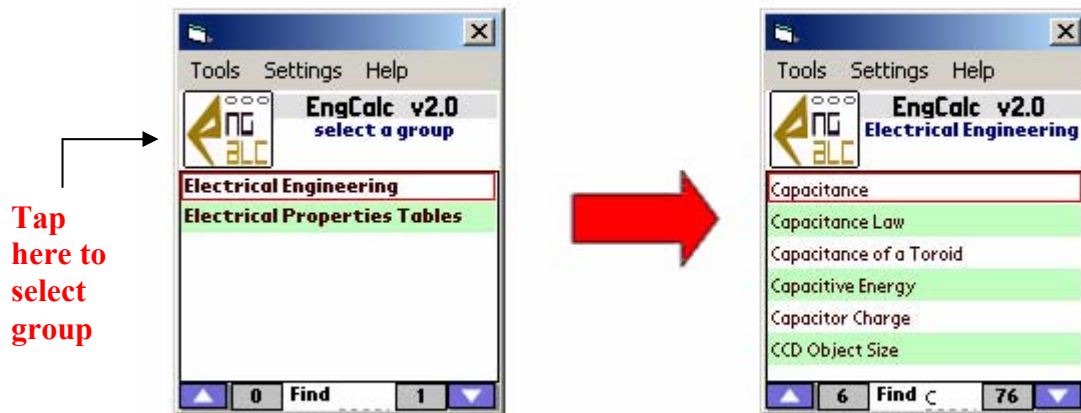 Tap
here to
select
group
Tools Settings Help
EngCalc v2.0
select a group
Electrical Engineering
Electrical Properties Tables
0 Find 1
Tools Settings Help
EngCalc v2.0
Electrical Engineering
Capacitance
Capacitance Law
Capacitance of a Toroid
Capacitive Energy
Capacitor Charge
CCD Object Size
6 Find C 76